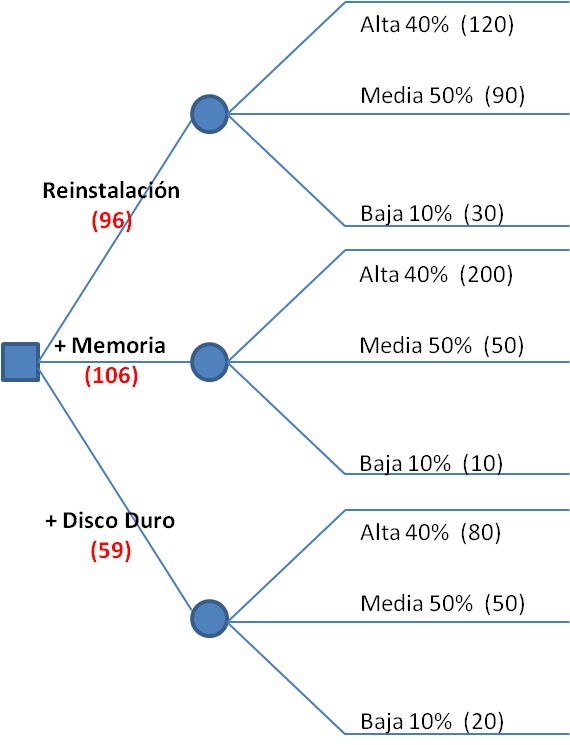 Alta 40% (120)
Media 50% (90)
Reinstalación
(96)
Baja 10% (30)
Alta 40% (200)
+ Memoria
(106)
Media 50% (50)
Baja 10% (10)
+ Disco Duro
(59)
Alta 40% (80)
Media 50% (50)
Baja 10% (20)